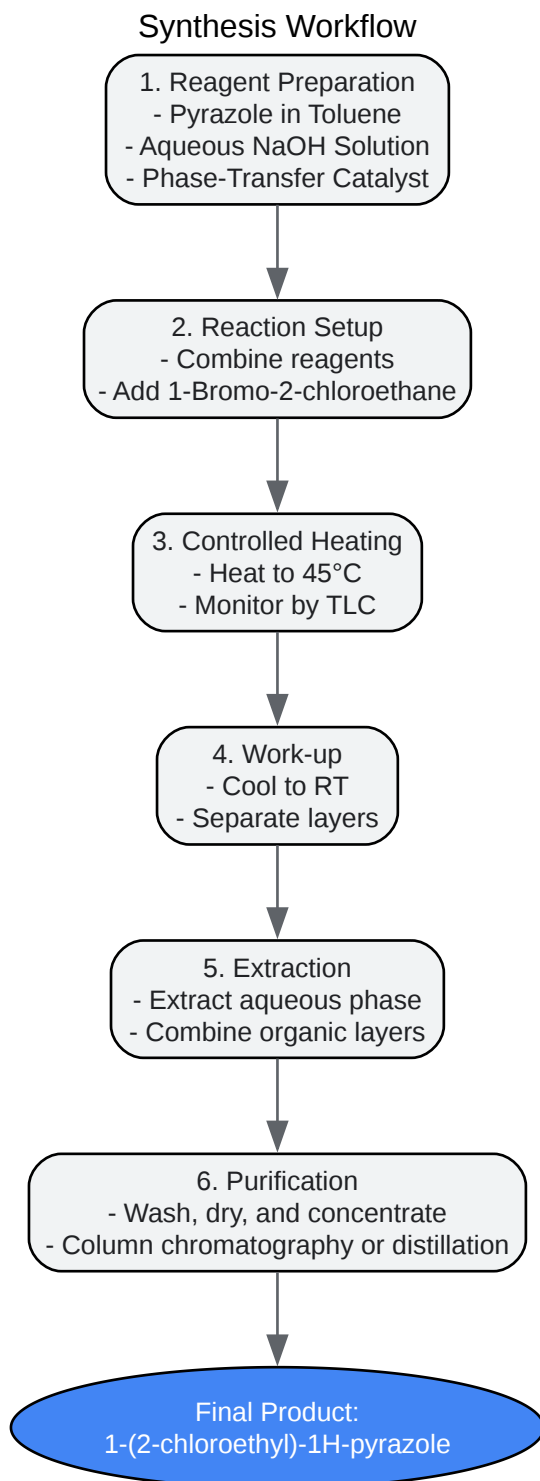 Synthesis Workflow
1. Reagent Preparation
- Pyrazole in Toluene
- Aqueous NaOH Solution
- Phase-Transfer Catalyst
2. Reaction Setup
- Combine reagents
- Add 1-Bromo-2-chloroethane
3. Controlled Heating
- Heat to 45°C
- Monitor by TLC
4. Work-up
- Cool to RT
- Separate layers
5. Extraction
- Extract aqueous phase
- Combine organic layers
6. Purification
- Wash, dry, and concentrate
- Column chromatography or distillation
Final Product:
1-(2-chloroethyl)-1H-pyrazole